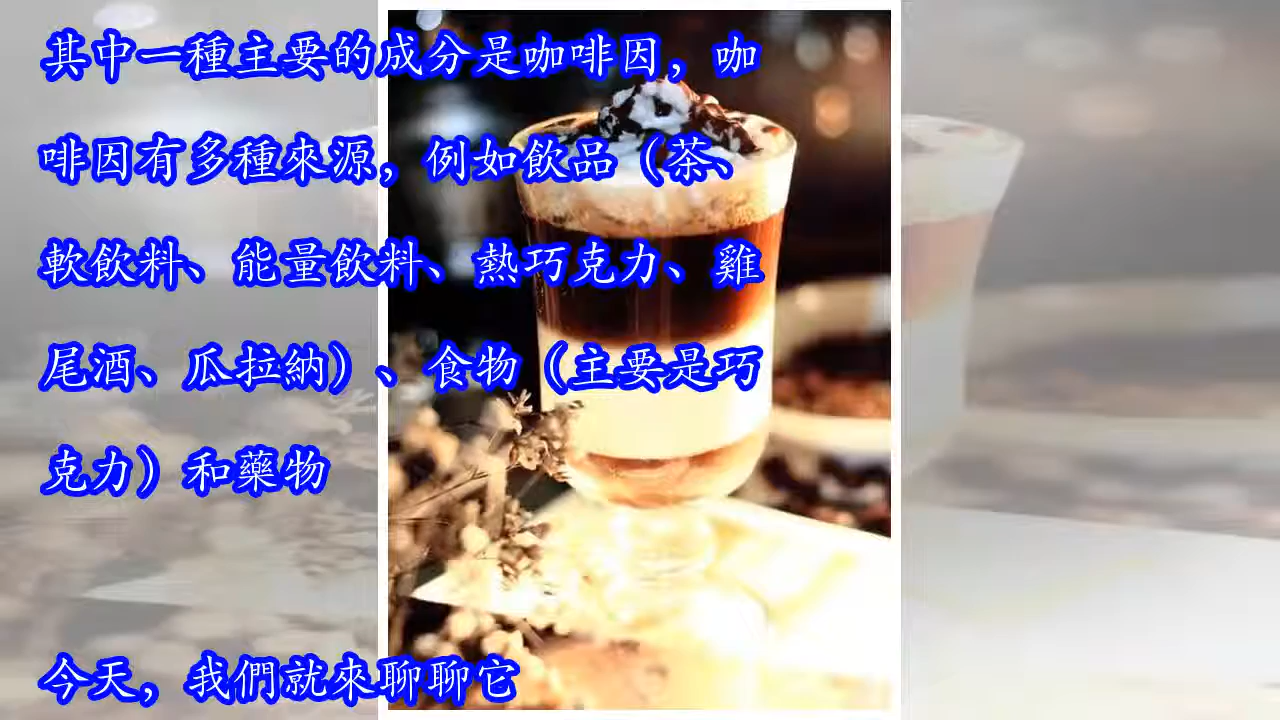 其中一種主要的成分是咖啡因，咖
啡因有多種來源，例如飲品（茶、
軟飲料、能量飲料、熱巧克力、雞
尾酒、瓜拉納）、食物（主要是巧
克力）和藥物
今天，我們就來聊聊它